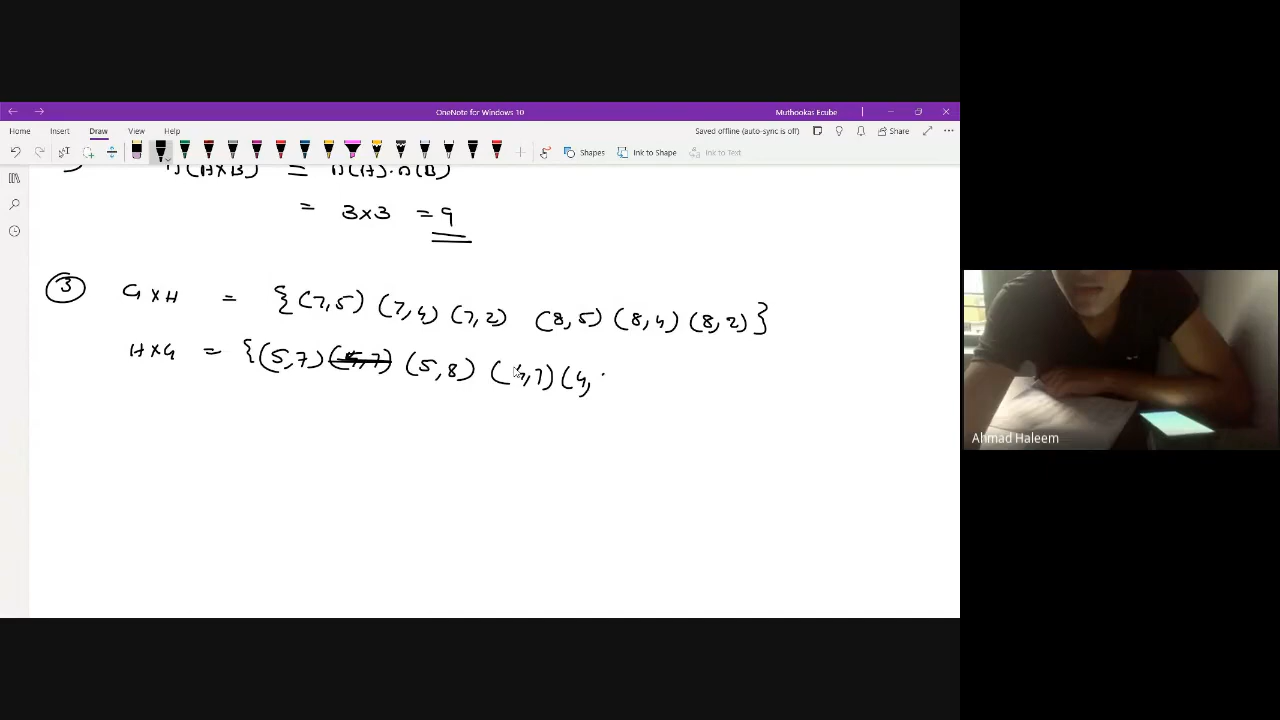 OneNote for Windows 10
Muthookas Ecube
Home Insert Draw View Help
Saved offline (auto-sync is off)
Share
Shapes
Ink to Shape
Ink to Text
n(A×B) = n(A)·n(B)
= 3×3 = 9
3 G×H = {(7,5) (7,4) (7,2) (8,5) (8,4) (8,2)}
H×G = {(5,7) (5,8) (4,7) (4,
Ahmad Haleem